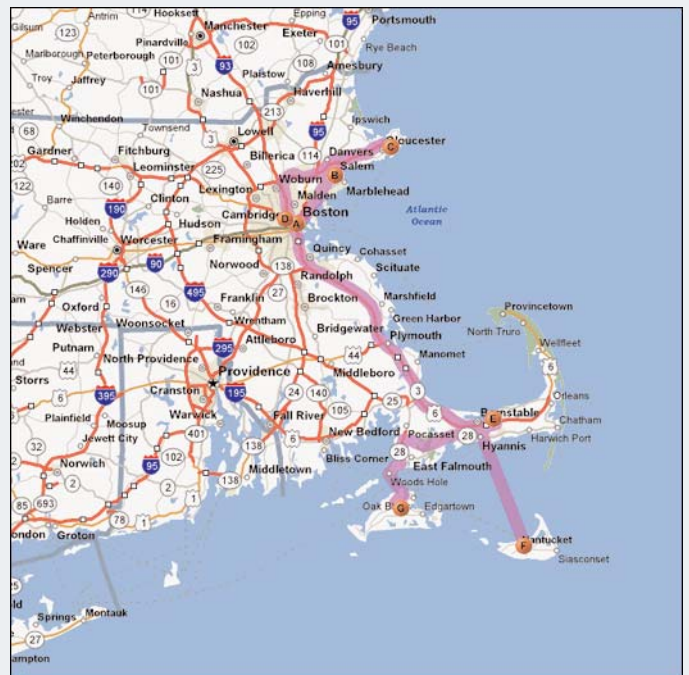 Antrim
Hooksett
Epping
95
Portsmouth
Gilsum
114
Manchester
Exeter
123
Pinardville
102
101
Rye Beach
Marlborough
Peterborough
3
93
108
Amesbury
Troy
Jaffrey
101
101
Plaistow
Haverhill
Nashua
Winchendon
213
Ipswich
68
Townsend
3
Lowell
95
Gardner
Fitchburg
Billerica
114
Danvers
C
Gloucester
202
Leominster
225
Salem
B
122
140
Lexington
Woburn
Marblehead
Barre
Clinton
Malden
190
Cambridge
D
A
Boston
Atlantic
Ocean
Holden
Hudson
Ware
Chaffinville
Worcester
Framingham
Quincy
Cohasset
Spencer
290
90
Norwood
138
Scituate
146
495
Randolph
16
27
Oxford
Franklin
Brockton
Marshfield
Webster
Woonsocket
Wrentham
Green Harbor
Putnam
295
Attleboro
Bridgewater
Plymouth
Provincetown
44
North Providence
44
Manomet
North Truro
Wellfleet
Storrs
6
Providence
Middleboro
6
395
Cranston
195
24
140
3
25
Orleans
Plainfield
Warwick
105
6
Barnstable
E
Moosup
Fall River
Chatham
32
Jewett City
401
6
New Bedford
Pocasset
28
Harwich Port
2
102
138
Hyannis
Norwich
95
Bliss Corner
28
East Falmouth
2
Middletown
138
Woods Hole
85
693
1
Oak B
G
Edgartown
78
1
F
Nantucket
Groton
Siasconset
Springs
Montauk
27